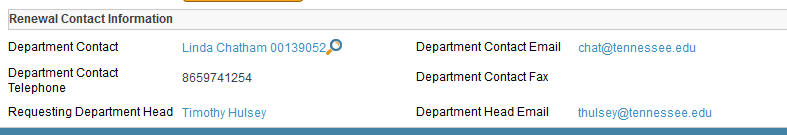 Renewal Contact Information
Department Contact Linda Chatham 00139052 Department Contact Email chat@tennessee.edu
Department Contact Telephone 8659741254 Department Contact Fax
Requesting Department Head Timothy Hulsey Department Head Email thulsey@tennessee.edu